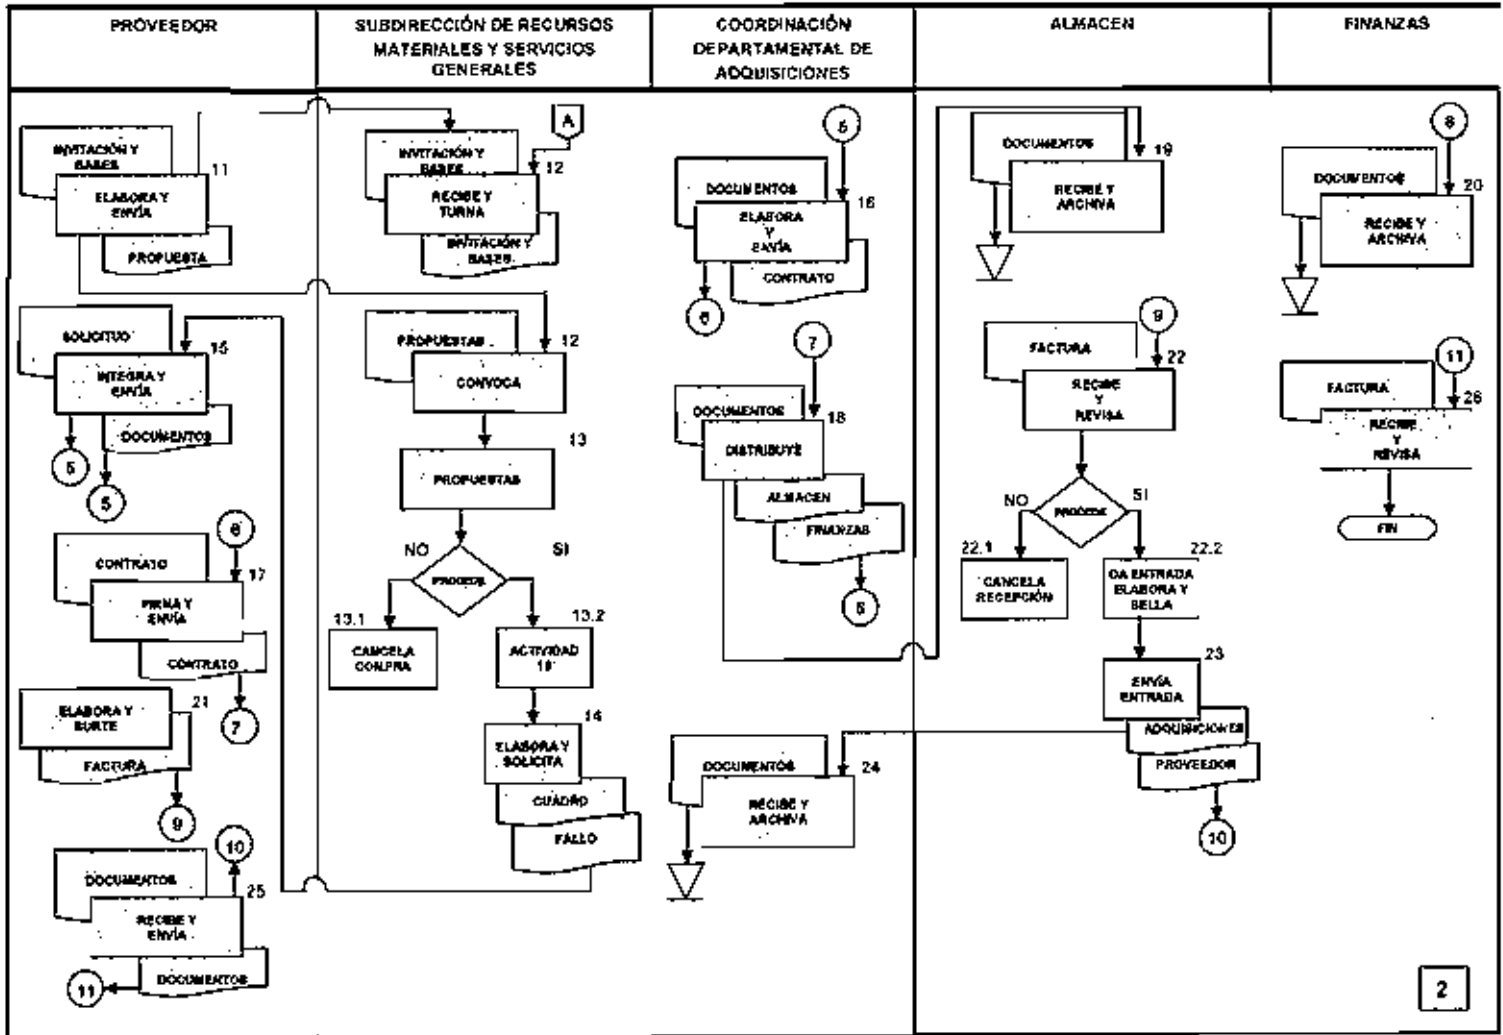 PROVEEDOR
SUBDIRECCIÓN DE RECURSOS
MATERIALES Y SERVICIOS
GENERALES
COORDINACIÓN
DEPARTAMENTAL DE
ADQUISICIONES
ALMACEN
FINANZAS
INVITACIÓN Y
BASES
11
ELABORA Y
ENVÍA
PROPUESTA
SOLICITUD
15
INTEGRA Y
ENVÍA
DOCUMENTOS
5
5
6
CONTRATO
17
FIRMA Y
ENVÍA
CONTRATO
7
21
ELABORA Y
SURTE
FACTURA
9
10
DOCUMENTOS
25
RECIBE Y
ENVÍA
DOCUMENTOS
11
A
INVITACIÓN Y
BASES
12
RECIBE Y
TURNA
INVITACIÓN Y
BASES
PROPUESTAS
12
CONVOCA
13
PROPUESTAS
NO
SI
PROCEDE
13.1
CANCELA
COMPRA
13.2
ACTIVIDAD
14
ELABORA Y
SOLICITA
CUADRO
FALLO
5
DOCUMENTOS
16
ELABORA
Y
ENVÍA
CONTRATO
6
7
DOCUMENTOS
18
DISTRIBUYE
ALMACEN
FINANZAS
DOCUMENTOS
24
RECIBE Y
ARCHIVA
DOCUMENTOS
19
RECIBE Y
ARCHIVA
9
FACTURA
22
RECIBE
Y
REVISA
NO
SI
PROCEDE
22.1
CANCELA
RECEPCIÓN
22.2
DA ENTRADA
ELABORA Y
SELLA
23
ENVÍA
ENTRADA
ADQUISICIONES
PROVEEDOR
10
8
DOCUMENTOS
20
RECIBE Y
ARCHIVA
11
FACTURA
26
RECIBE
Y
REVISA
FIN
2